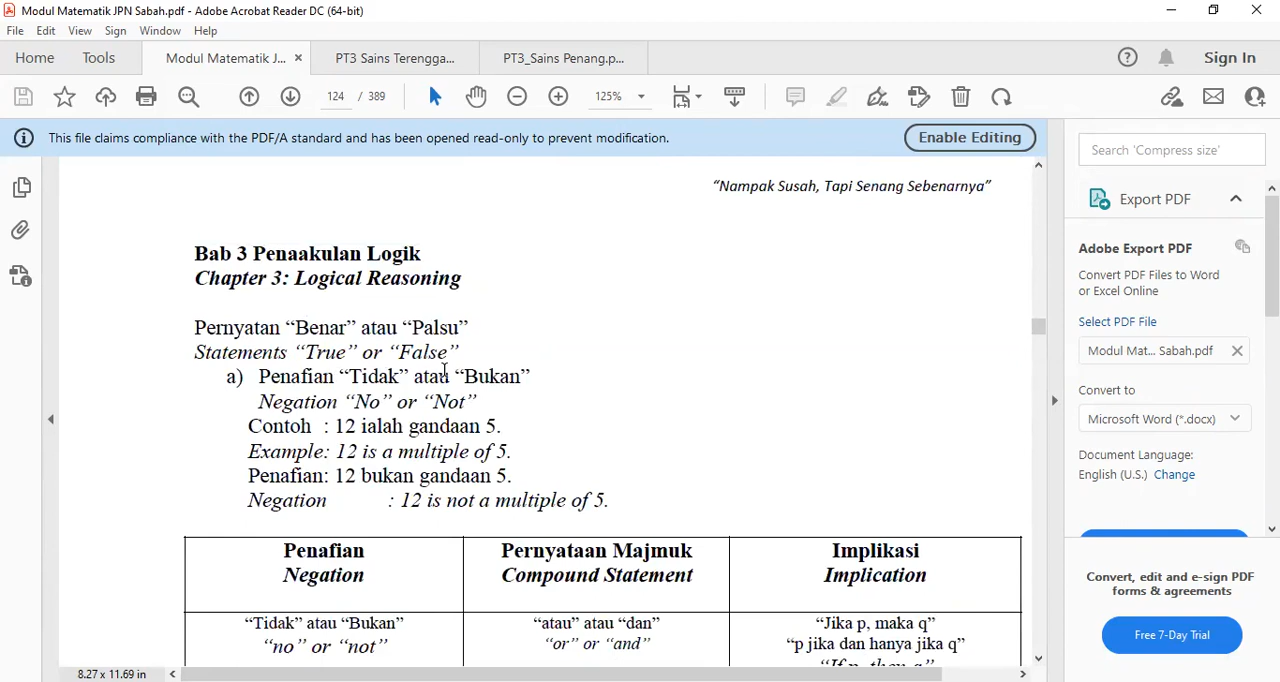 Modul Matematik JPN Sabah.pdf - Adobe Acrobat Reader DC (64-bit)
File Edit View Sign Window Help
Home Tools Modul Matematik J... × PT3 Sains Terengga... PT3_Sains Penang.p... Sign In
124 / 389 125%
This file claims compliance with the PDF/A standard and has been opened read-only to prevent modification. Enable Editing
“Nampak Susah, Tapi Senang Sebenarnya”
Bab 3 Penaakulan Logik
Chapter 3: Logical Reasoning
Pernyatan “Benar” atau “Palsu”
Statements “True” or “False”
a) Penafian “Tidak” atau “Bukan”
Negation “No” or “Not”
Contoh : 12 ialah gandaan 5.
Example: 12 is a multiple of 5.
Penafian: 12 bukan gandaan 5.
Negation : 12 is not a multiple of 5.
Penafian
Negation
Pernyataan Majmuk
Compound Statement
Implikasi
Implication
“Tidak” atau “Bukan”
“no” or “not”
“atau” atau “dan”
“or” or “and”
“Jika p, maka q”
“p jika dan hanya jika q”
“If p, then q”
8.27 x 11.69 in
Search 'Compress size'
Export PDF
Adobe Export PDF
Convert PDF Files to Word
or Excel Online
Select PDF File
Modul Mat... Sabah.pdf
Convert to
Microsoft Word (*.docx)
Document Language:
English (U.S.) Change
Convert, edit and e-sign PDF
forms & agreements
Free 7-Day Trial